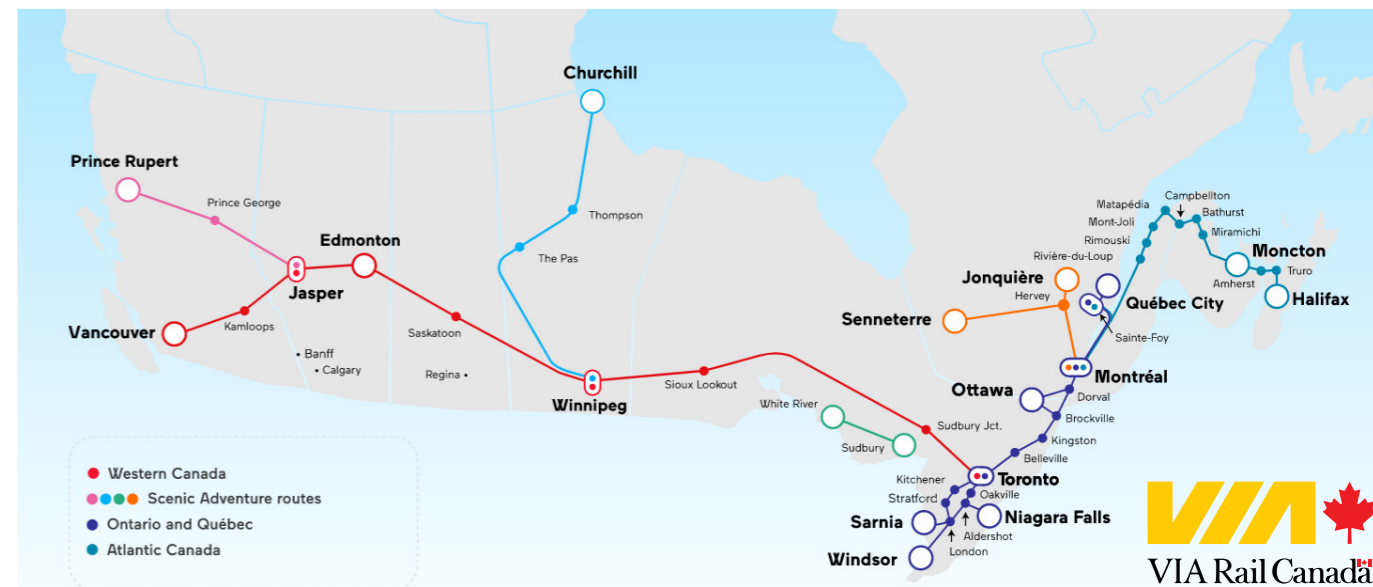 Churchill
Prince Rupert
Prince George
Thompson
The Pas
Edmonton
Jasper
Vancouver
Kamloops
Saskatoon
• Banff
• Calgary
Regina •
Winnipeg
Sioux Lookout
White River
Sudbury
Sudbury Jct.
Campbellton
Matapédia
Bathurst
Mont-Joli
Miramichi
Rimouski
Rivière-du-Loup
Moncton
Amherst
Truro
Halifax
Jonquière
Hervey
Senneterre
Québec City
Sainte-Foy
Montréal
Ottawa
Dorval
Brockville
Kingston
Belleville
Toronto
Kitchener
Oakville
Stratford
Sarnia
Niagara Falls
Aldershot
London
Windsor
Western Canada
Scenic Adventure routes
Ontario and Québec
Atlantic Canada
VIA
VIA Rail Canada